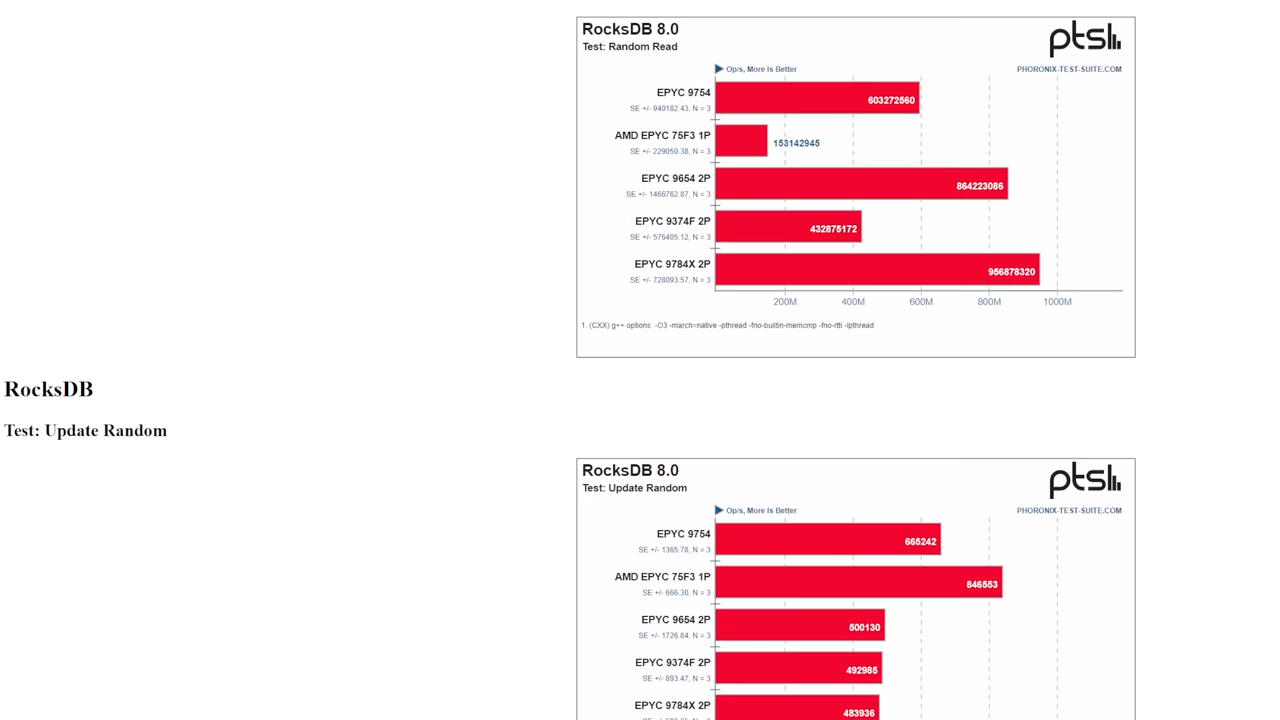 RocksDB 8.0
ptsl
Test: Random Read
Op/s, More Is Better
PHORONIX-TEST-SUITE.COM
EPYC 9754
SE +/- 940182.43, N = 3
603272560
AMD EPYC 75F3 1P
SE +/- 229050.38, N = 3
153142945
EPYC 9654 2P
SE +/- 1466762.87, N = 3
864223086
EPYC 9374F 2P
SE +/- 576405.12, N = 3
432875172
EPYC 9784X 2P
SE +/- 728093.57, N = 3
956878320
200M 400M 600M 800M 1000M
1. (CXX) g++ options: -O3 -march=native -pthread -fno-builtin-memcmp -fno-rtti -lpthread
RocksDB
Test: Update Random
RocksDB 8.0
ptsl
Test: Update Random
Op/s, More Is Better
PHORONIX-TEST-SUITE.COM
EPYC 9754
SE +/- 1365.78, N = 3
665242
AMD EPYC 75F3 1P
SE +/- 666.30, N = 3
846553
EPYC 9654 2P
SE +/- 1726.84, N = 3
500130
EPYC 9374F 2P
SE +/- 893.47, N = 3
492985
EPYC 9784X 2P
483936